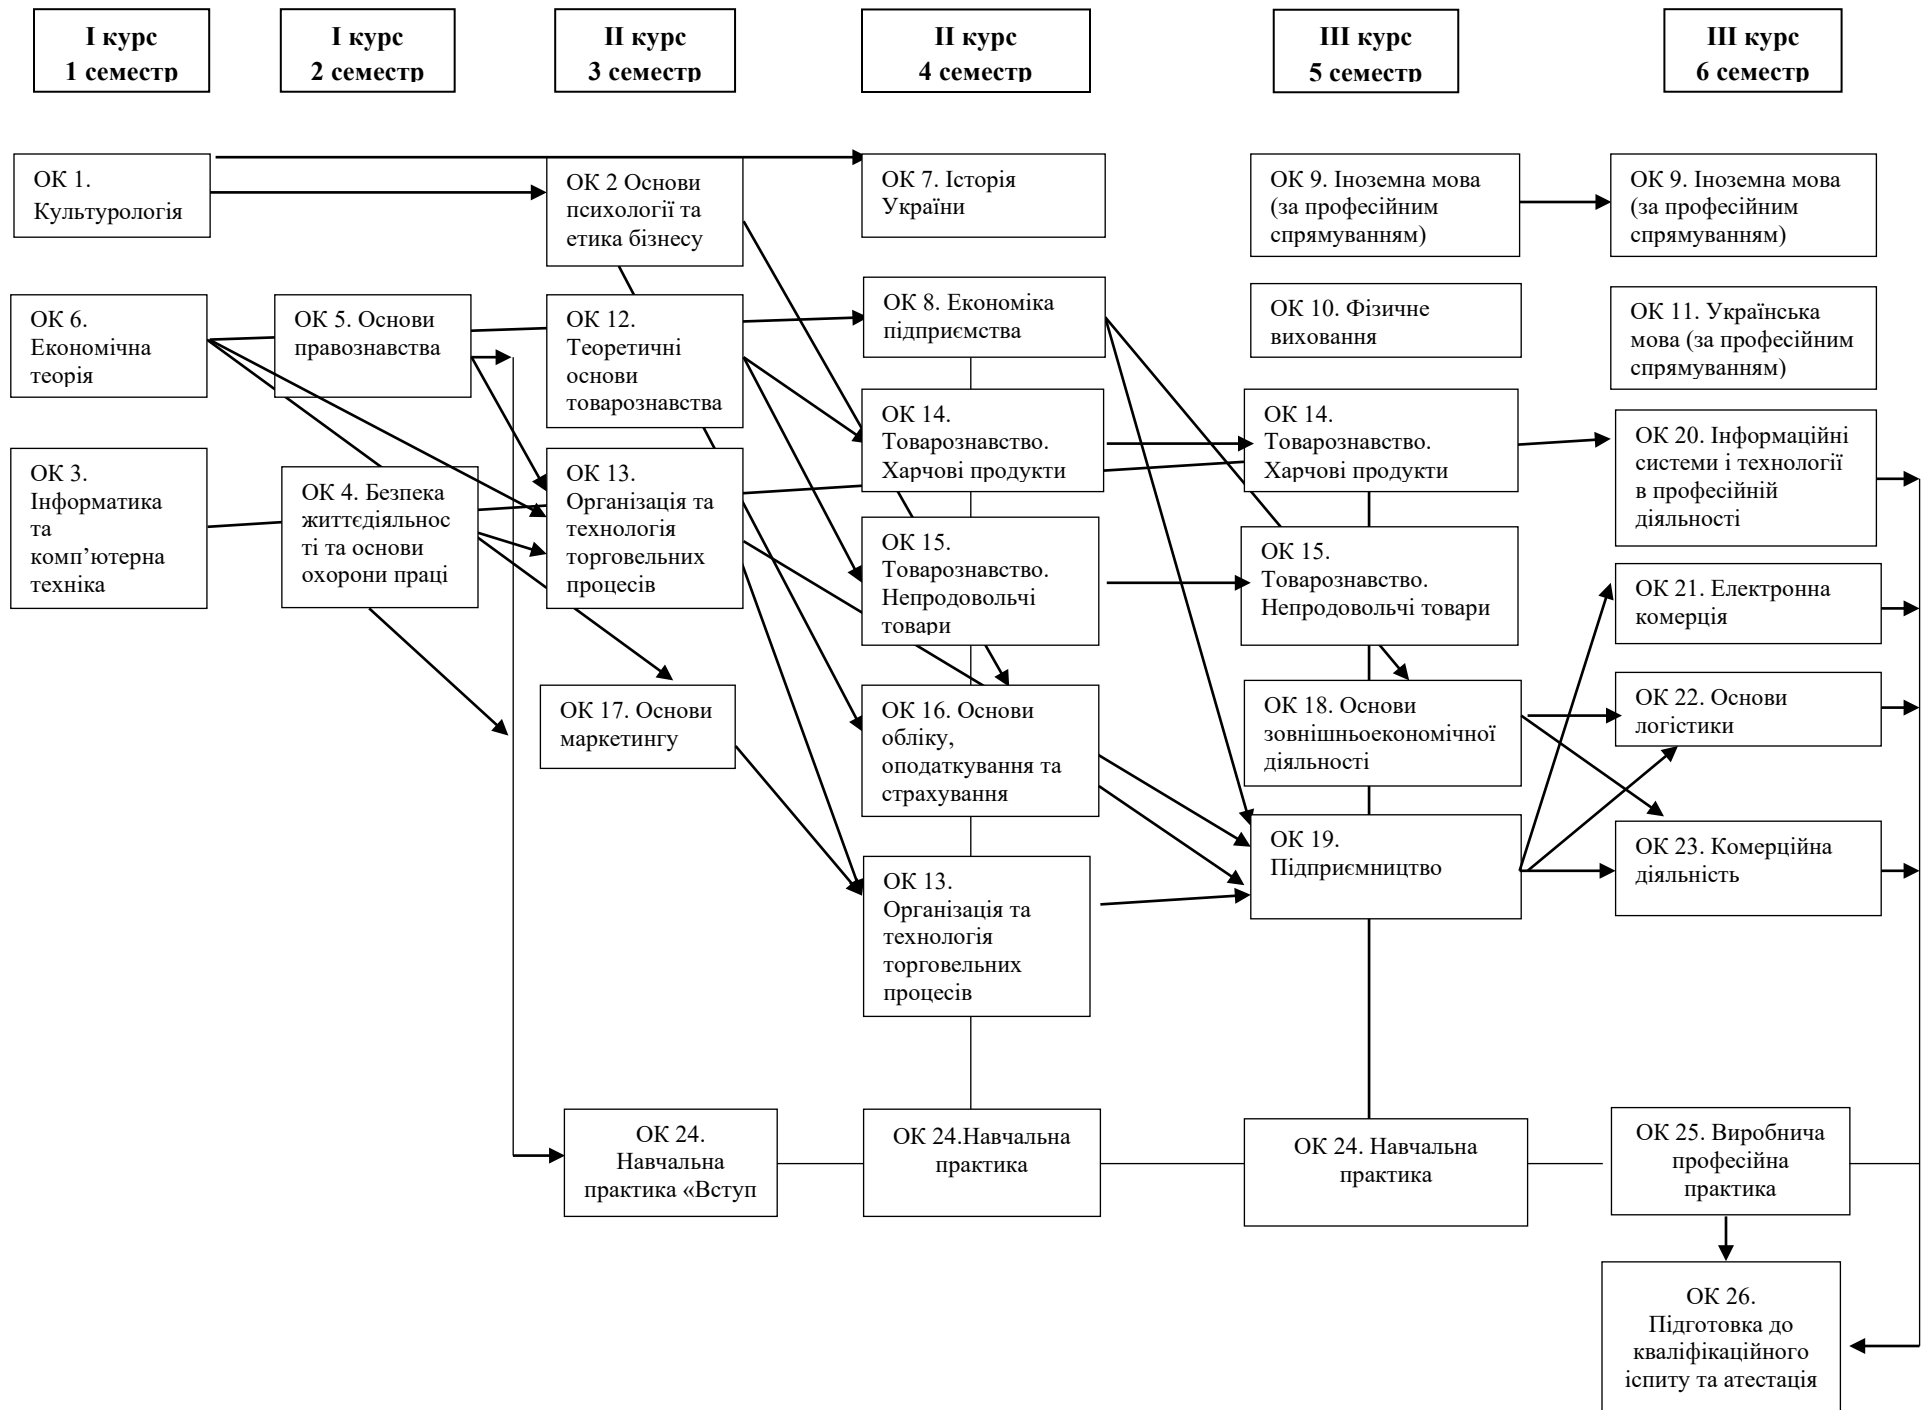 І курс
1 семестр
І курс
2 семестр
ІІ курс
3 семестр
ІІ курс
4 семестр
ІІІ курс
5 семестр
ІІІ курс
6 семестр
ОК 1.
Культурологія
ОК 2 Основи
психології та
етика бізнесу
ОК 7. Історія
України
ОК 9. Іноземна мова
(за професійним
спрямуванням)
ОК 9. Іноземна мова
(за професійним
спрямуванням)
ОК 6.
Економічна
теорія
ОК 5. Основи
правознавства
ОК 12.
Теоретичні
основи
товарознавства
ОК 8. Економіка
підприємства
ОК 10. Фізичне
виховання
ОК 11. Українська
мова (за професійним
спрямуванням)
ОК 3.
Інформатика
та
комп’ютерна
техніка
ОК 4. Безпека
життєдіяльнос
ті та основи
охорони праці
ОК 13.
Організація та
технологія
торговельних
процесів
ОК 14.
Товарознавство.
Харчові продукти
ОК 14.
Товарознавство.
Харчові продукти
ОК 20. Інформаційні
системи і технології
в професійній
діяльності
ОК 15.
Товарознавство.
Непродовольчі
товари
ОК 15.
Товарознавство.
Непродовольчі товари
ОК 21. Електронна
комерція
ОК 17. Основи
маркетингу
ОК 16. Основи
обліку,
оподаткування та
страхування
ОК 18. Основи
зовнішньоекономічної
діяльності
ОК 22. Основи
логістики
ОК 13.
Організація та
технологія
торговельних
процесів
ОК 19.
Підприємництво
ОК 23. Комерційна
діяльність
ОК 24.
Навчальна
практика «Вступ
ОК 24.Навчальна
практика
ОК 24. Навчальна
практика
ОК 25. Виробнича
професійна
практика
ОК 26.
Підготовка до
кваліфікаційного
іспиту та атестація